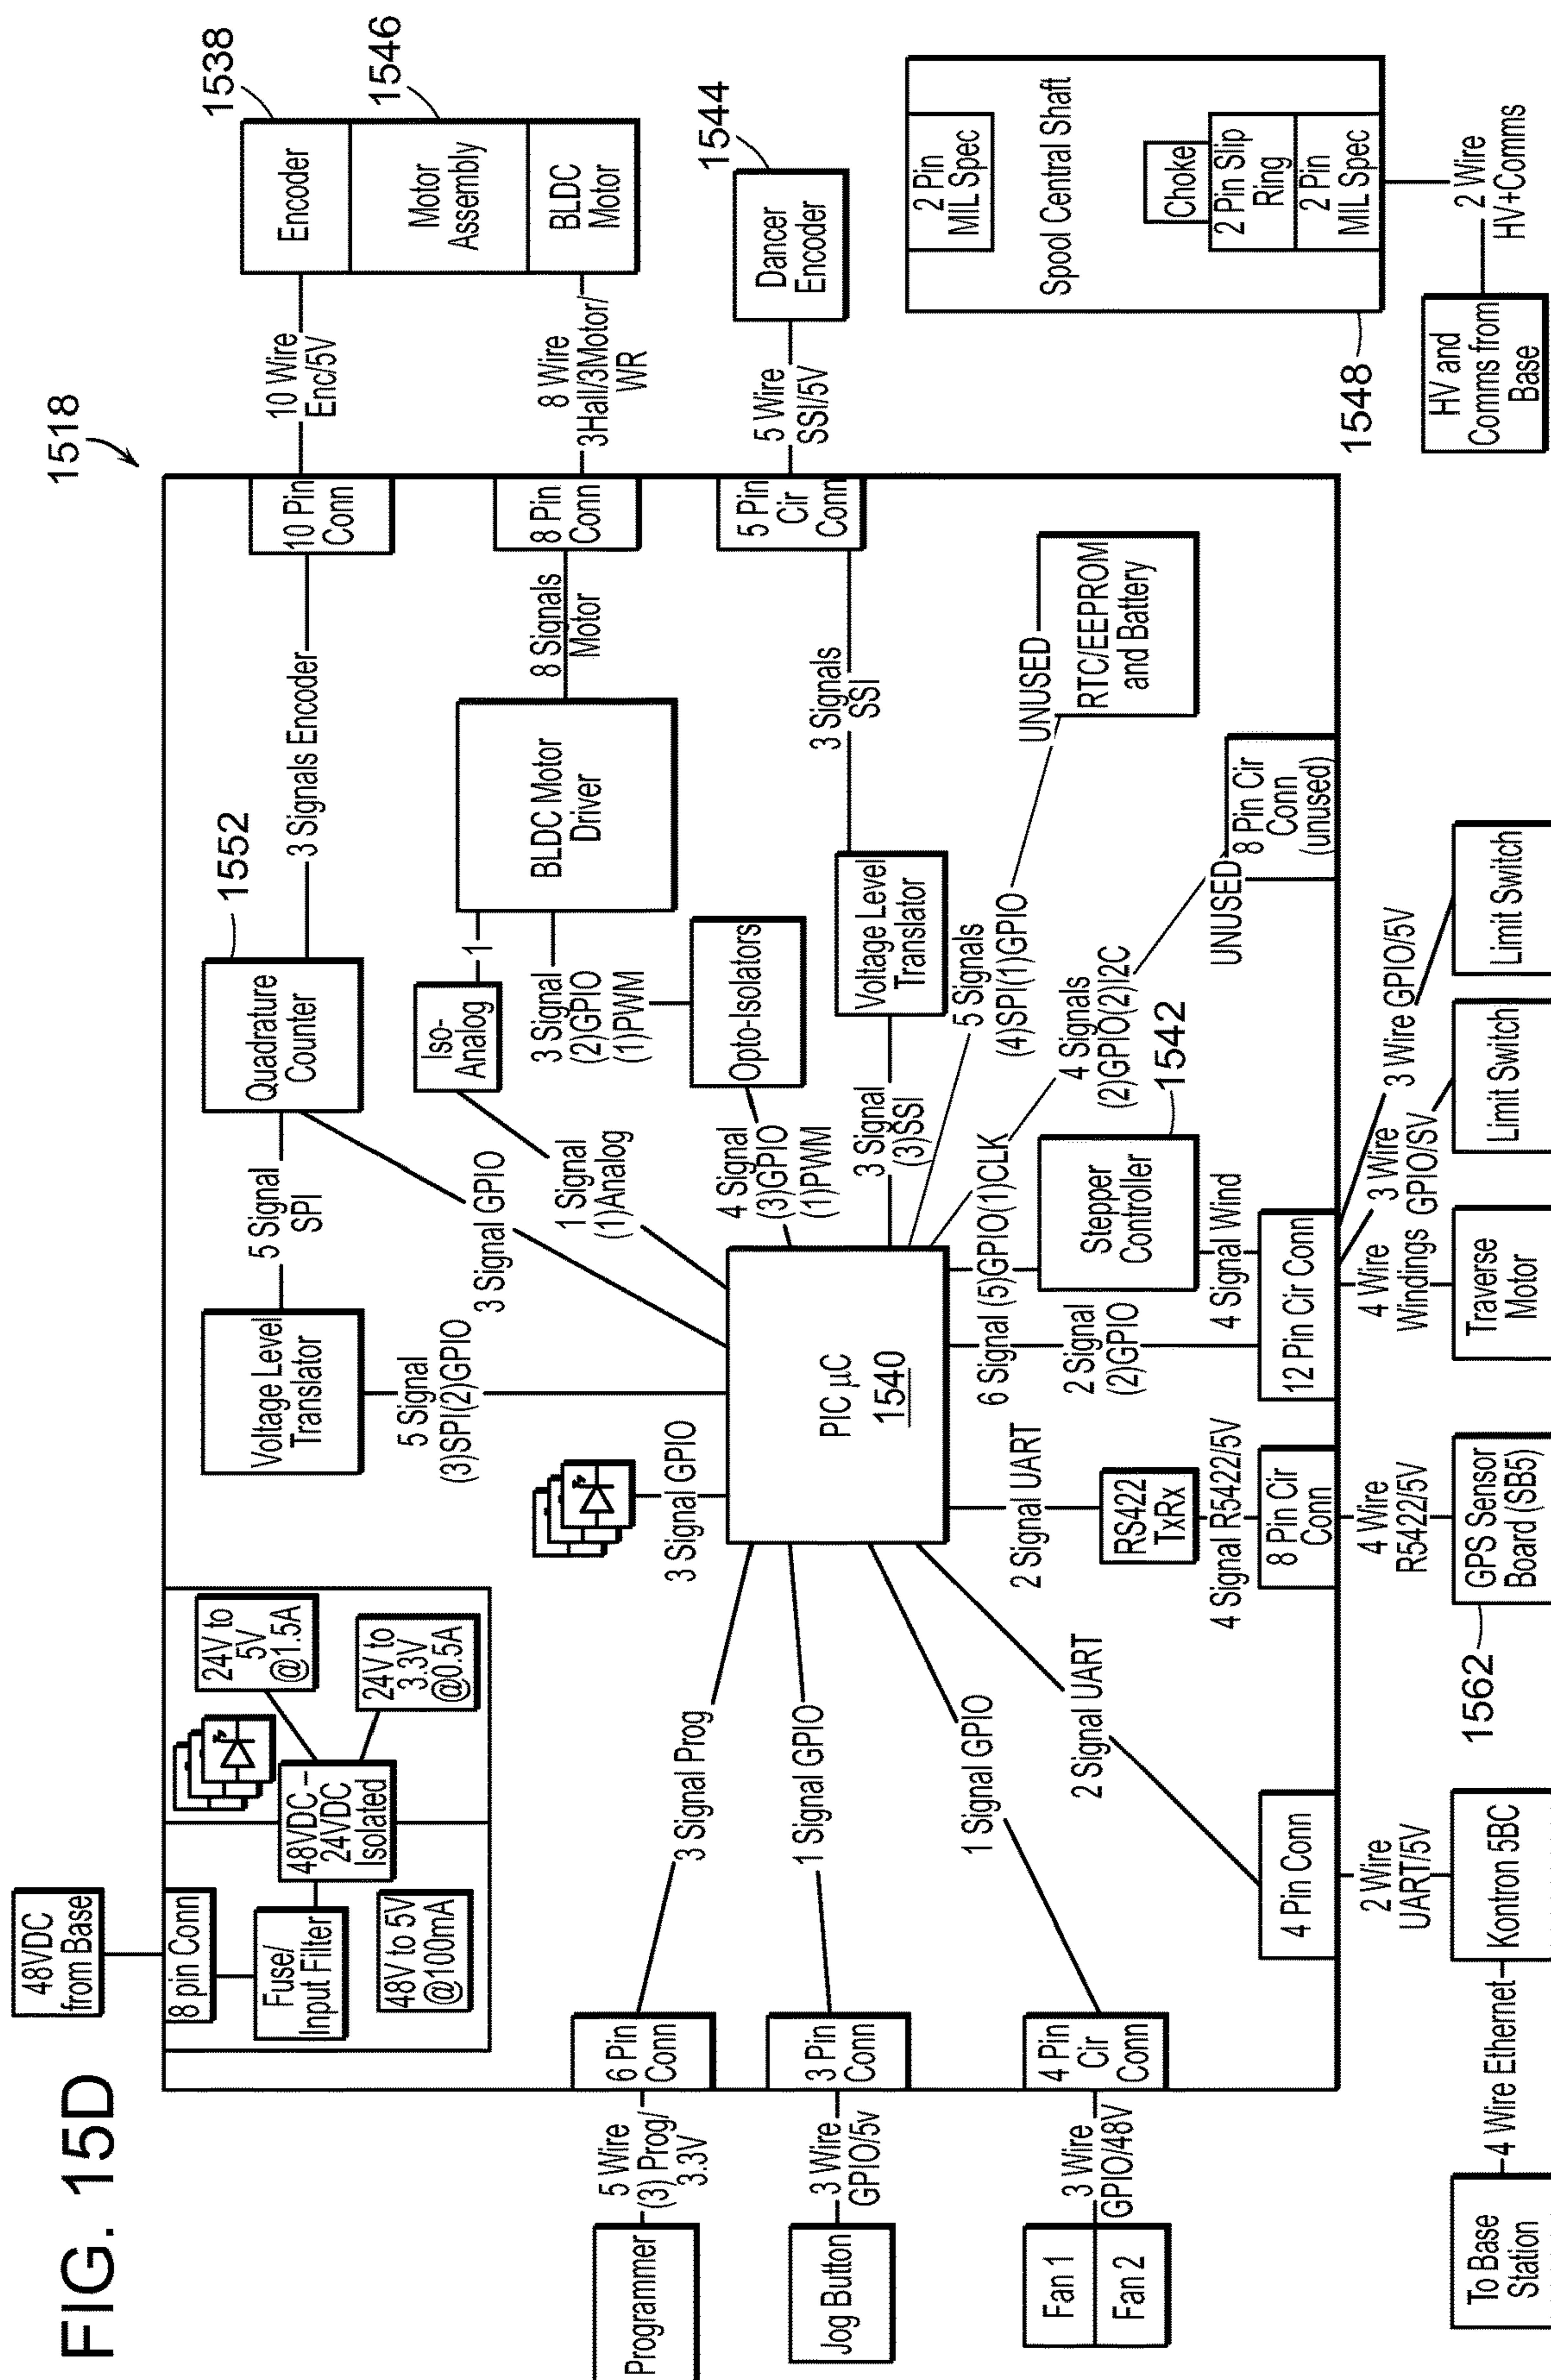 FIG. 15D
1518
48VDC
from Base
8 pin Conn
Fuse/
Input Filter
48V to 5V
@100mA
48VDC –
24VDC
Isolated
24V to
5V
@1.5A
24V to
3.3V
@0.5A
Voltage Level
Translator
5 Signal
SPI
Quadrature
Counter
1552
3 Signals Encoder
10 Pin
Conn
10 Wire
Enc/5V
Encoder
1538
Motor
Assembly
1546
BLDC
Motor
8 Wire
3Hall/3Motor/
WR
8 Pin
Conn
8 Signals
Motor
BLDC Motor
Driver
1
Iso-
Analog
3 Signal
(2)GPIO
(1)PWM
Opto-Isolators
5 Signal
(3)SPI(2)GPIO
3 Signal GPIO
1 Signal
(1)Analog
4 Signal
(3)GPIO
(1)PWM
3 Signal GPIO
PIC µC
1540
3 Signal
(3)SSI
Voltage Level
Translator
3 Signals
SSI
5 Pin
Cir
Conn
5 Wire
SSI/5V
Dancer
Encoder
1544
5 Signals
(4)SPI(1)GPIO
UNUSED
RTC/EEPROM
and Battery
4 Signals
(2)GPIO(2)I2C
UNUSED
8 Pin Cir
Conn
(unused)
6 Signal (5)GPIO(1)CLK
Stepper
Controller
1542
4 Signal Wind
2 Signal
(2)GPIO
12 Pin Cir Conn
2 Signal UART
RS422
TxRx
4 Signal R5422/5V
8 Pin Cir
Conn
3 Signal Prog
1 Signal GPIO
1 Signal GPIO
2 Signal UART
6 Pin
Conn
3 Pin
Conn
4 Pin
Cir
Conn
4 Pin Conn
5 Wire
(3) Prog/
3.3V
Programmer
3 Wire
GPIO/5v
Jog Button
3 Wire
GPIO/48V
Fan 1
Fan 2
To Base
Station
4 Wire Ethernet
Kontron 5BC
2 Wire
UART/5V
1562
GPS Sensor
Board (SB5)
4 Wire
R5422/5V
Traverse
Motor
4 Wire
Windings
3 Wire
GPIO/SV
Limit Switch
3 Wire GPIO/5V
Limit Switch
Spool Central Shaft
2 Pin
MIL Spec
Choke
2 Pin Slip
Ring
2 Pin
MIL Spec
1548
HV and
Comms from
Base
2 Wire
HV+Comms